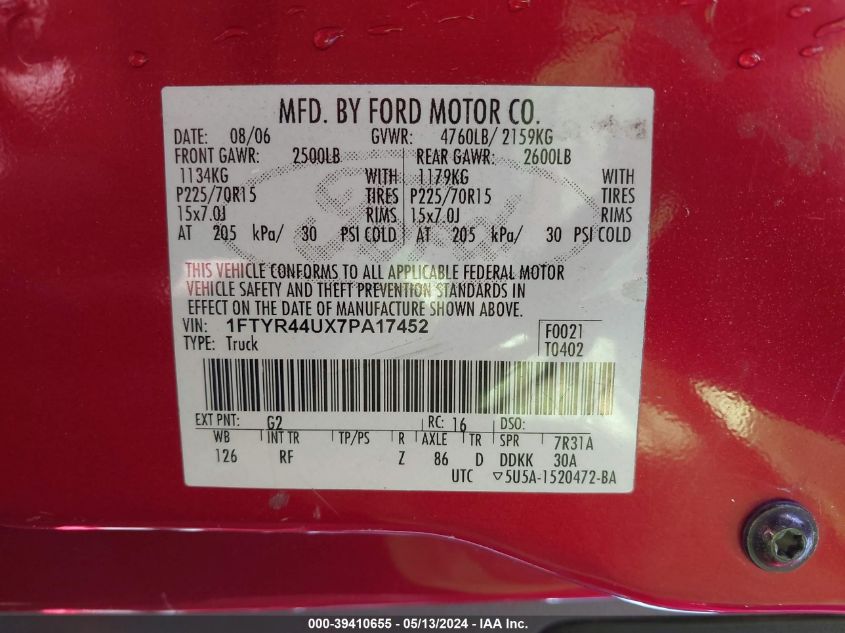 MFD. BY FORD MOTOR CO.
DATE: 08/06 GVWR: 4760LB/ 2159KG
FRONT GAWR: 2500LB REAR GAWR: 2600LB
1134KG WITH 1179KG WITH
P225/70R15 TIRES P225/70R15 TIRES
15x7.0J RIMS 15x7.0J RIMS
AT 205 kPa/ 30 PSI COLD AT 205 kPa/ 30 PSI COLD
THIS VEHICLE CONFORMS TO ALL APPLICABLE FEDERAL MOTOR
VEHICLE SAFETY AND THEFT PREVENTION STANDARDS IN
EFFECT ON THE DATE OF MANUFACTURE SHOWN ABOVE.
VIN: 1FTYR44UX7PA17452 F0021
TYPE: Truck T0402
EXT PNT: G2 RC: 16 DSO:
WB INT TR TP/PS R AXLE TR SPR 7R31A
126 RF Z 86 D DDKK 30A
UTC ▽5U5A-1520472-BA
000-39410655 - 05/13/2024 - IAA Inc.